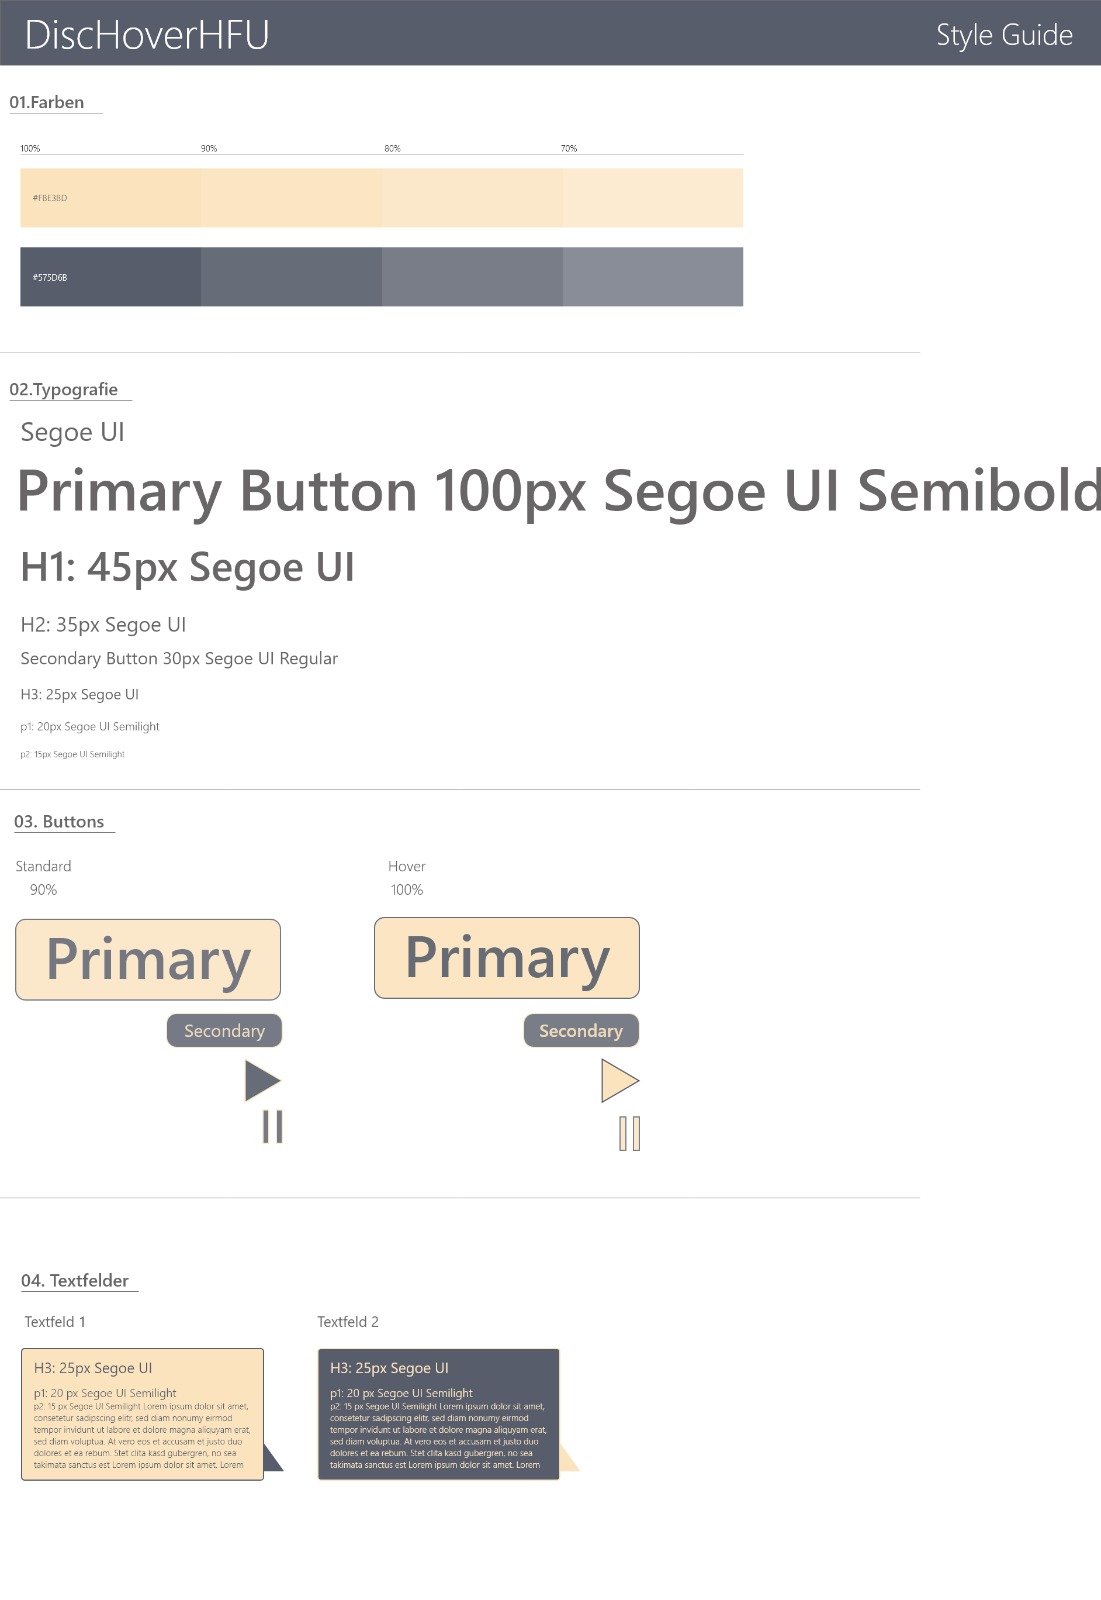 DiscHoverHFU
Style Guide
01.Farben
100% 90% 80% 70%
#FBE3BD
#575D6B
02.Typografie
Segoe UI
Primary Button 100px Segoe UI Semibold
H1: 45px Segoe UI
H2: 35px Segoe UI
Secondary Button 30px Segoe UI Regular
H3: 25px Segoe UI
p1: 20px Segoe UI Semilight
p2: 15px Segoe UI Semilight
03. Buttons
Standard
90%
Primary
Secondary
Hover
100%
Primary
Secondary
04. Textfelder
Textfeld 1
H3: 25px Segoe UI
p1: 20 px Segoe UI Semilight
p2: 15 px Segoe UI Semilight Lorem ipsum dolor sit amet,
consetetur sadipscing elitr, sed diam nonumy eirmod
tempor invidunt ut labore et dolore magna aliquyam erat,
sed diam voluptua. At vero eos et accusam et justo duo
dolores et ea rebum. Stet clita kasd gubergren, no sea
takimata sanctus est Lorem ipsum dolor sit amet. Lorem
Textfeld 2
H3: 25px Segoe UI
p1: 20 px Segoe UI Semilight
p2: 15 px Segoe UI Semilight Lorem ipsum dolor sit amet,
consetetur sadipscing elitr, sed diam nonumy eirmod
tempor invidunt ut labore et dolore magna aliquyam erat,
sed diam voluptua. At vero eos et accusam et justo duo
dolores et ea rebum. Stet clita kasd gubergren, no sea
takimata sanctus est Lorem ipsum dolor sit amet. Lorem